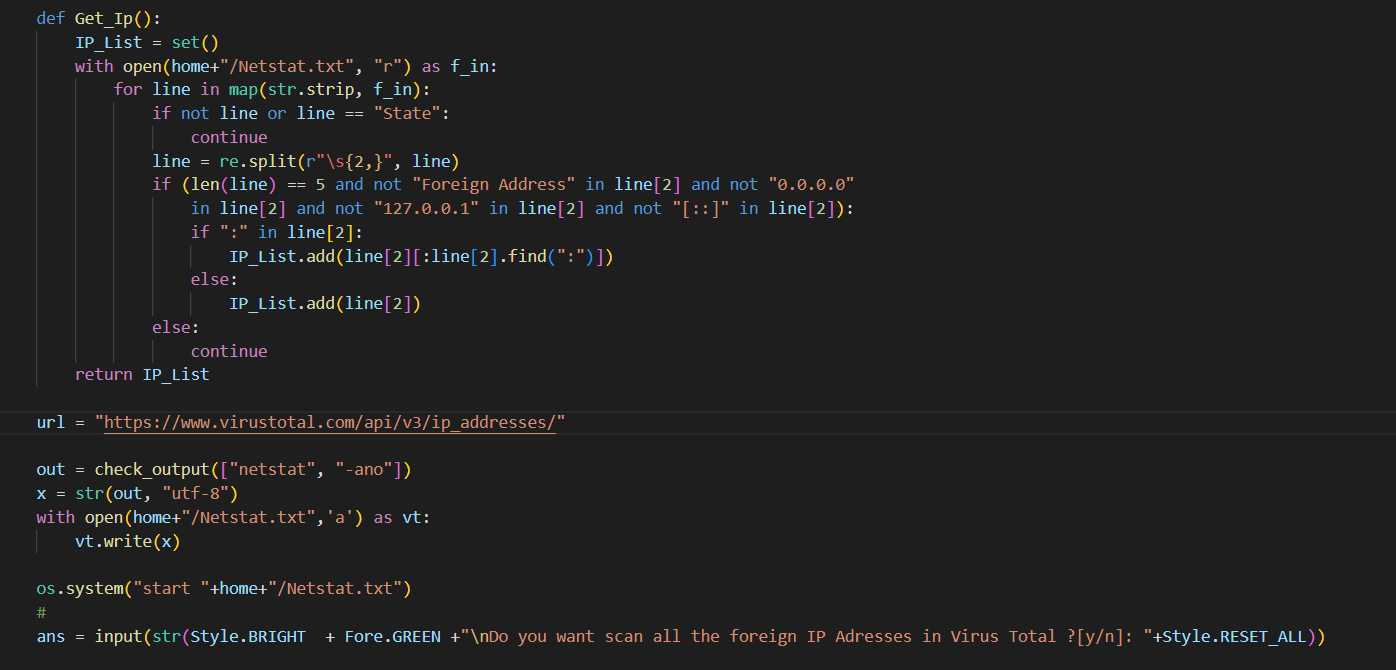 def Get_Ip():
    IP_List = set()
    with open(home+"/Netstat.txt", "r") as f_in:
        for line in map(str.strip, f_in):
            if not line or line == "State":
                continue
            line = re.split(r"\s{2,}", line)
            if (len(line) == 5 and not "Foreign Address" in line[2] and not "0.0.0.0"
                in line[2] and not "127.0.0.1" in line[2] and not "[::]" in line[2]):
                if ":" in line[2]:
                    IP_List.add(line[2][:line[2].find(":")])
                else:
                    IP_List.add(line[2])
            else:
                continue
    return IP_List

url = "https://www.virustotal.com/api/v3/ip_addresses/"

out = check_output(["netstat", "-ano"])
x = str(out, "utf-8")
with open(home+"/Netstat.txt",'a') as vt:
    vt.write(x)

os.system("start "+home+"/Netstat.txt")
#
ans = input(str(Style.BRIGHT  + Fore.GREEN +"\nDo you want scan all the foreign IP Adresses in Virus Total ?[y/n]: "+Style.RESET_ALL))